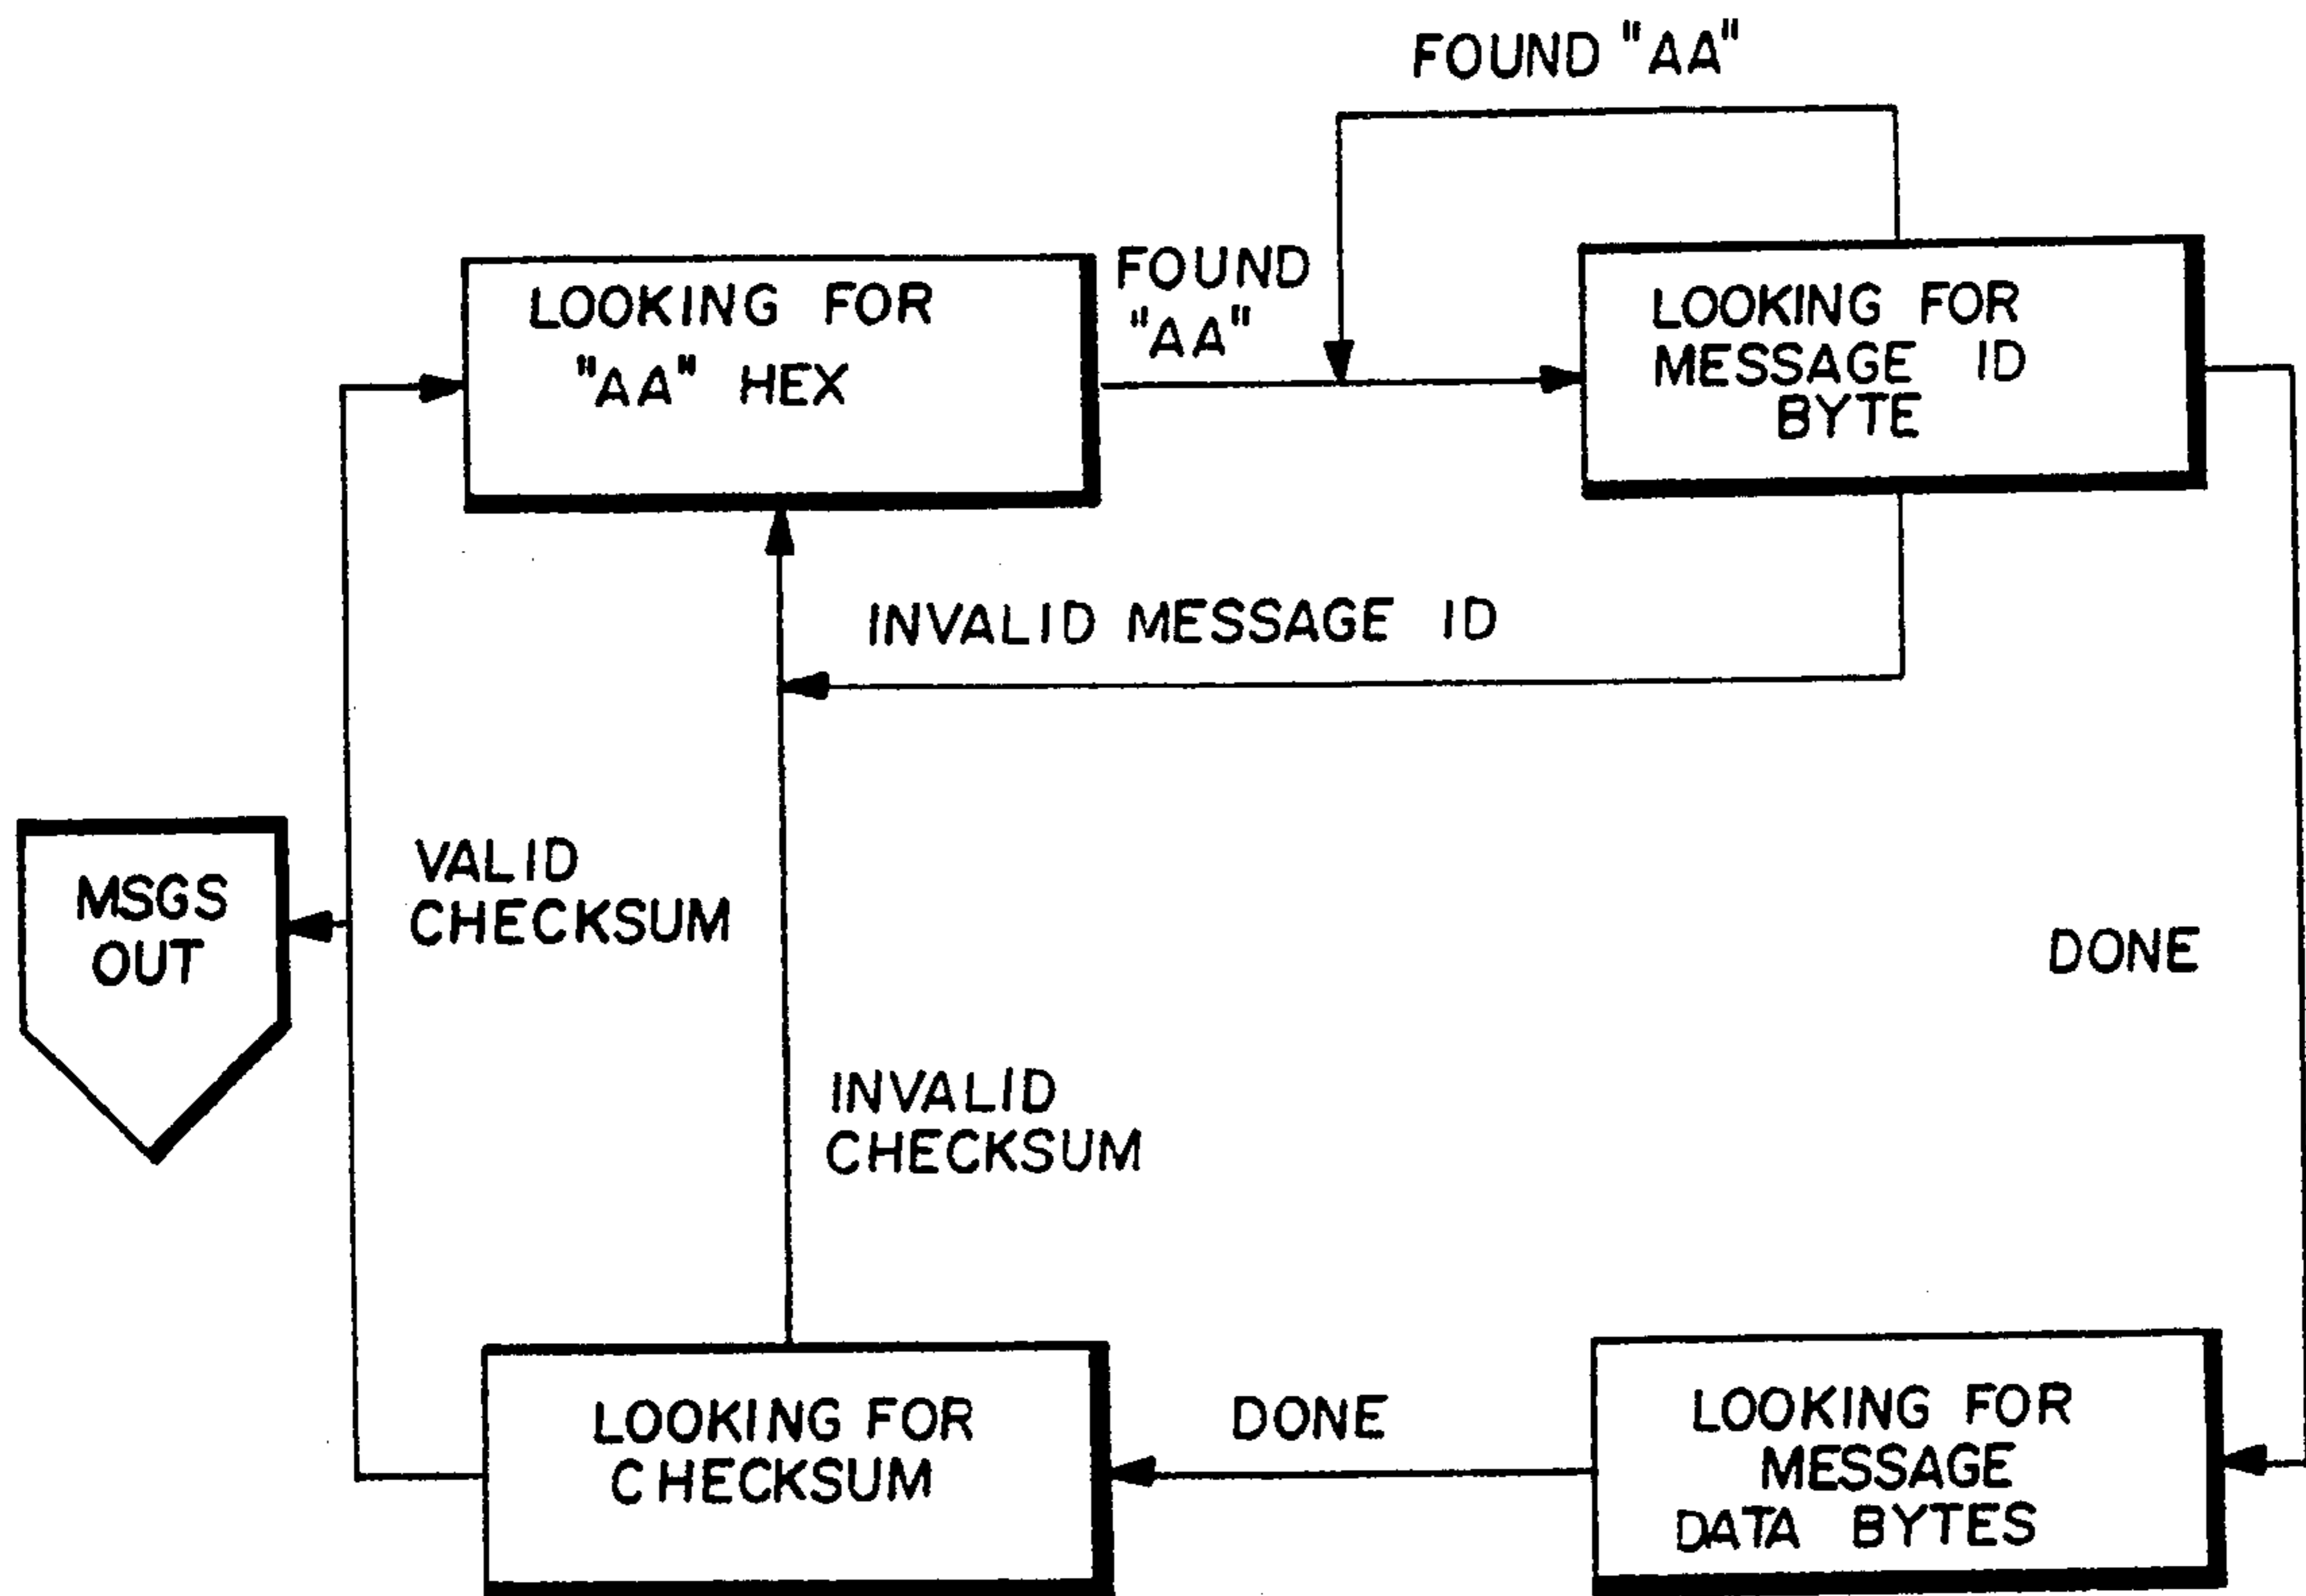 FOUND "AA"
LOOKING FOR
"AA" HEX
FOUND
"AA"
LOOKING FOR
MESSAGE ID
BYTE
INVALID MESSAGE ID
MSGS
OUT
VALID
CHECKSUM
DONE
INVALID
CHECKSUM
LOOKING FOR
CHECKSUM
DONE
LOOKING FOR
MESSAGE
DATA BYTES